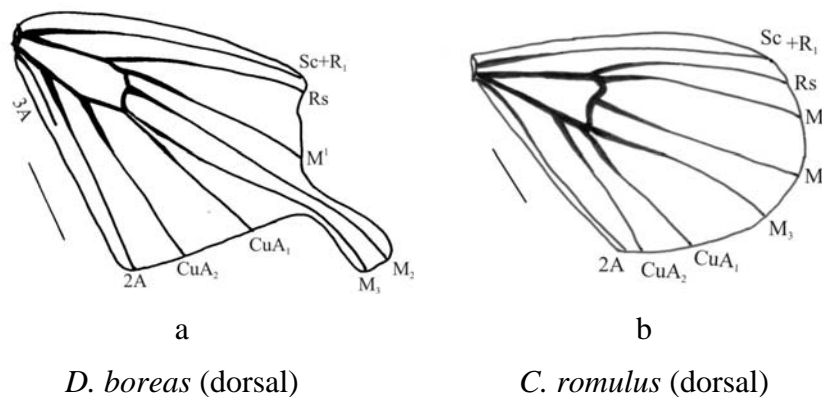 Sc+R₁
Rs
3A
M¹
CuA₁
CuA₂
2A
M₂
M₃
Sc +R₁
Rs
M
M
M₃
CuA₁
CuA₂
2A
a
b
D. boreas (dorsal)
C. romulus (dorsal)